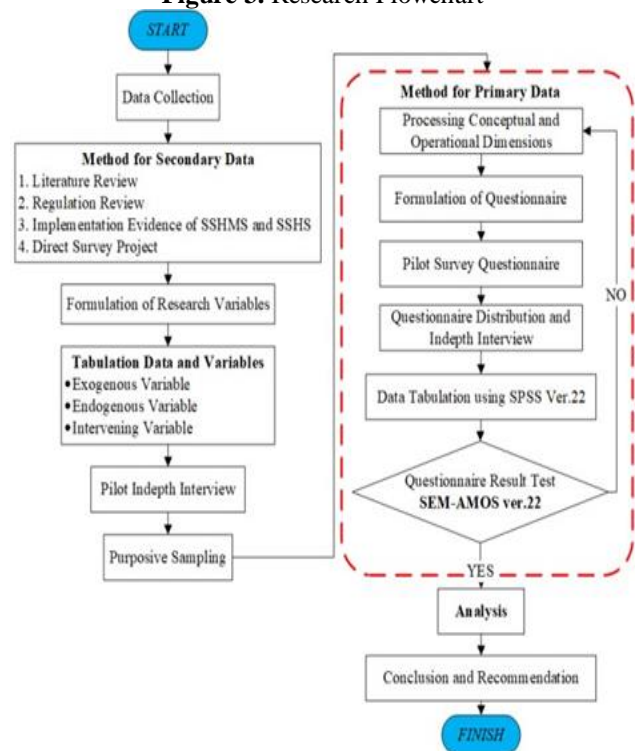 Figure 3. Research Flowchart
START
Data Collection
Method for Secondary Data
1. Literature Review
2. Regulation Review
3. Implementation Evidence of SSHMS and SSHS
4. Direct Survey Project
Formulation of Research Variables
Tabulation Data and Variables
•Exogenous Variable
•Endogenous Variable
•Intervening Variable
Pilot Indepth Interview
Purposive Sampling
Method for Primary Data
Processing Conceptual and
Operational Dimensions
Formulation of Questionnaire
Pilot Survey Questionnaire
Questionnaire Distribution and
Indepth Interview
Data Tabulation using SPSS Ver.22
Questionnaire Result Test
SEM-AMOS ver.22
NO
YES
Analysis
Conclusion and Recommendation
FINISH